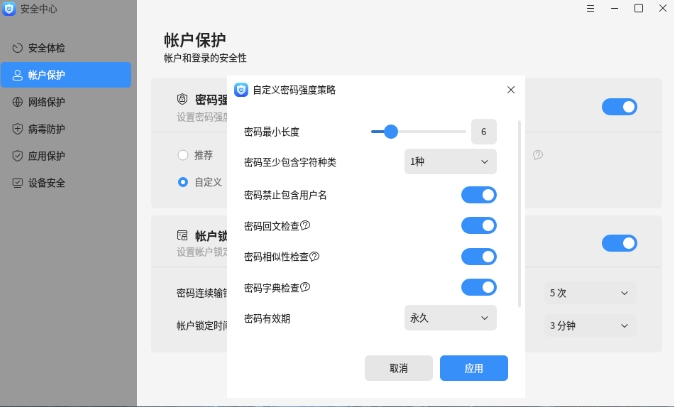 安全中心
安全体检
帐户保护
网络保护
病毒防护
应用保护
设备安全
帐户保护
帐户和登录的安全性
密码强
设置密码强
推荐
自定义
帐户锁
设置帐户锁定
密码连续输错
5 次
帐户锁定时间
3 分钟
自定义密码强度策略
密码最小长度
6
密码至少包含字符种类
1种
密码禁止包含用户名
密码回文检查
密码相似性检查
密码字典检查
密码有效期
永久
取消
应用